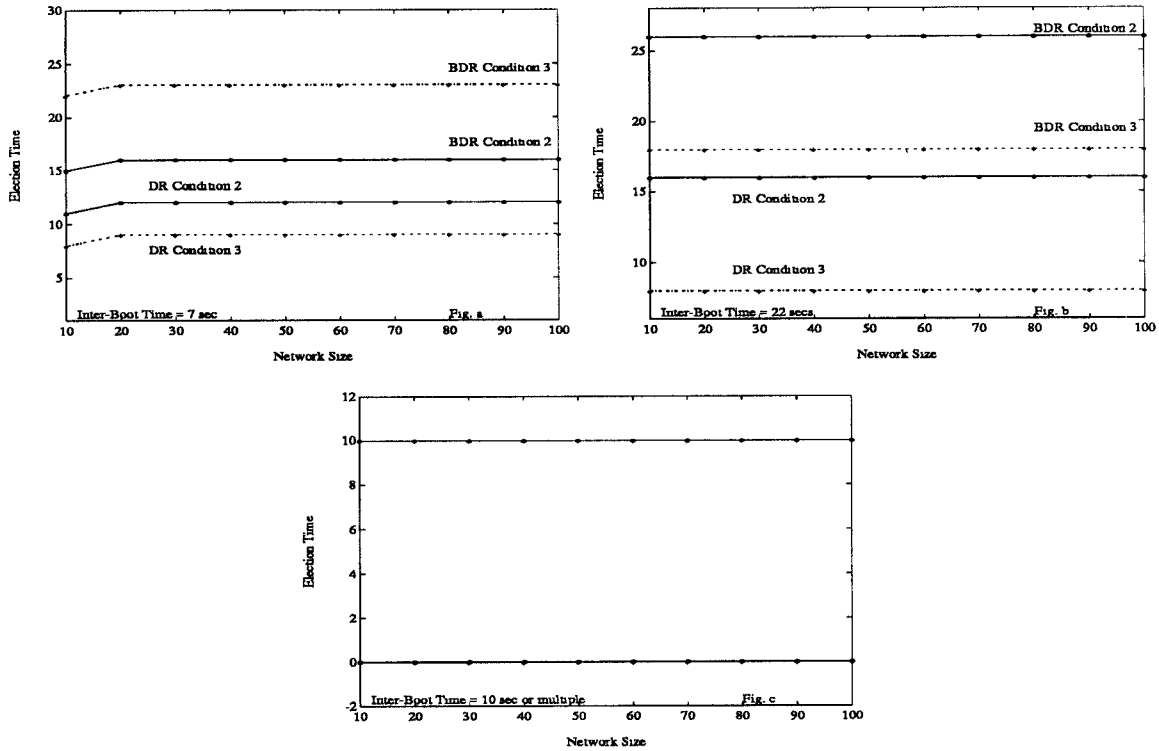 30
25
20
15
10
5
Election Time
BDR Condition 3
BDR Condition 2
DR Condition 2
DR Condition 3
Inter-Boot Time = 7 sec
Fig. a
10 20 30 40 50 60 70 80 90 100
Network Size
25
20
15
10
Election Time
BDR Condition 2
BDR Condition 3
DR Condition 2
DR Condition 3
Inter-Boot Time = 22 secs
Fig. b
10 20 30 40 50 60 70 80 90 100
Network Size
12
10
8
6
4
2
0
-2
Election Time
Inter-Boot Time = 10 sec or multiple
Fig. c
10 20 30 40 50 60 70 80 90 100
Network Size